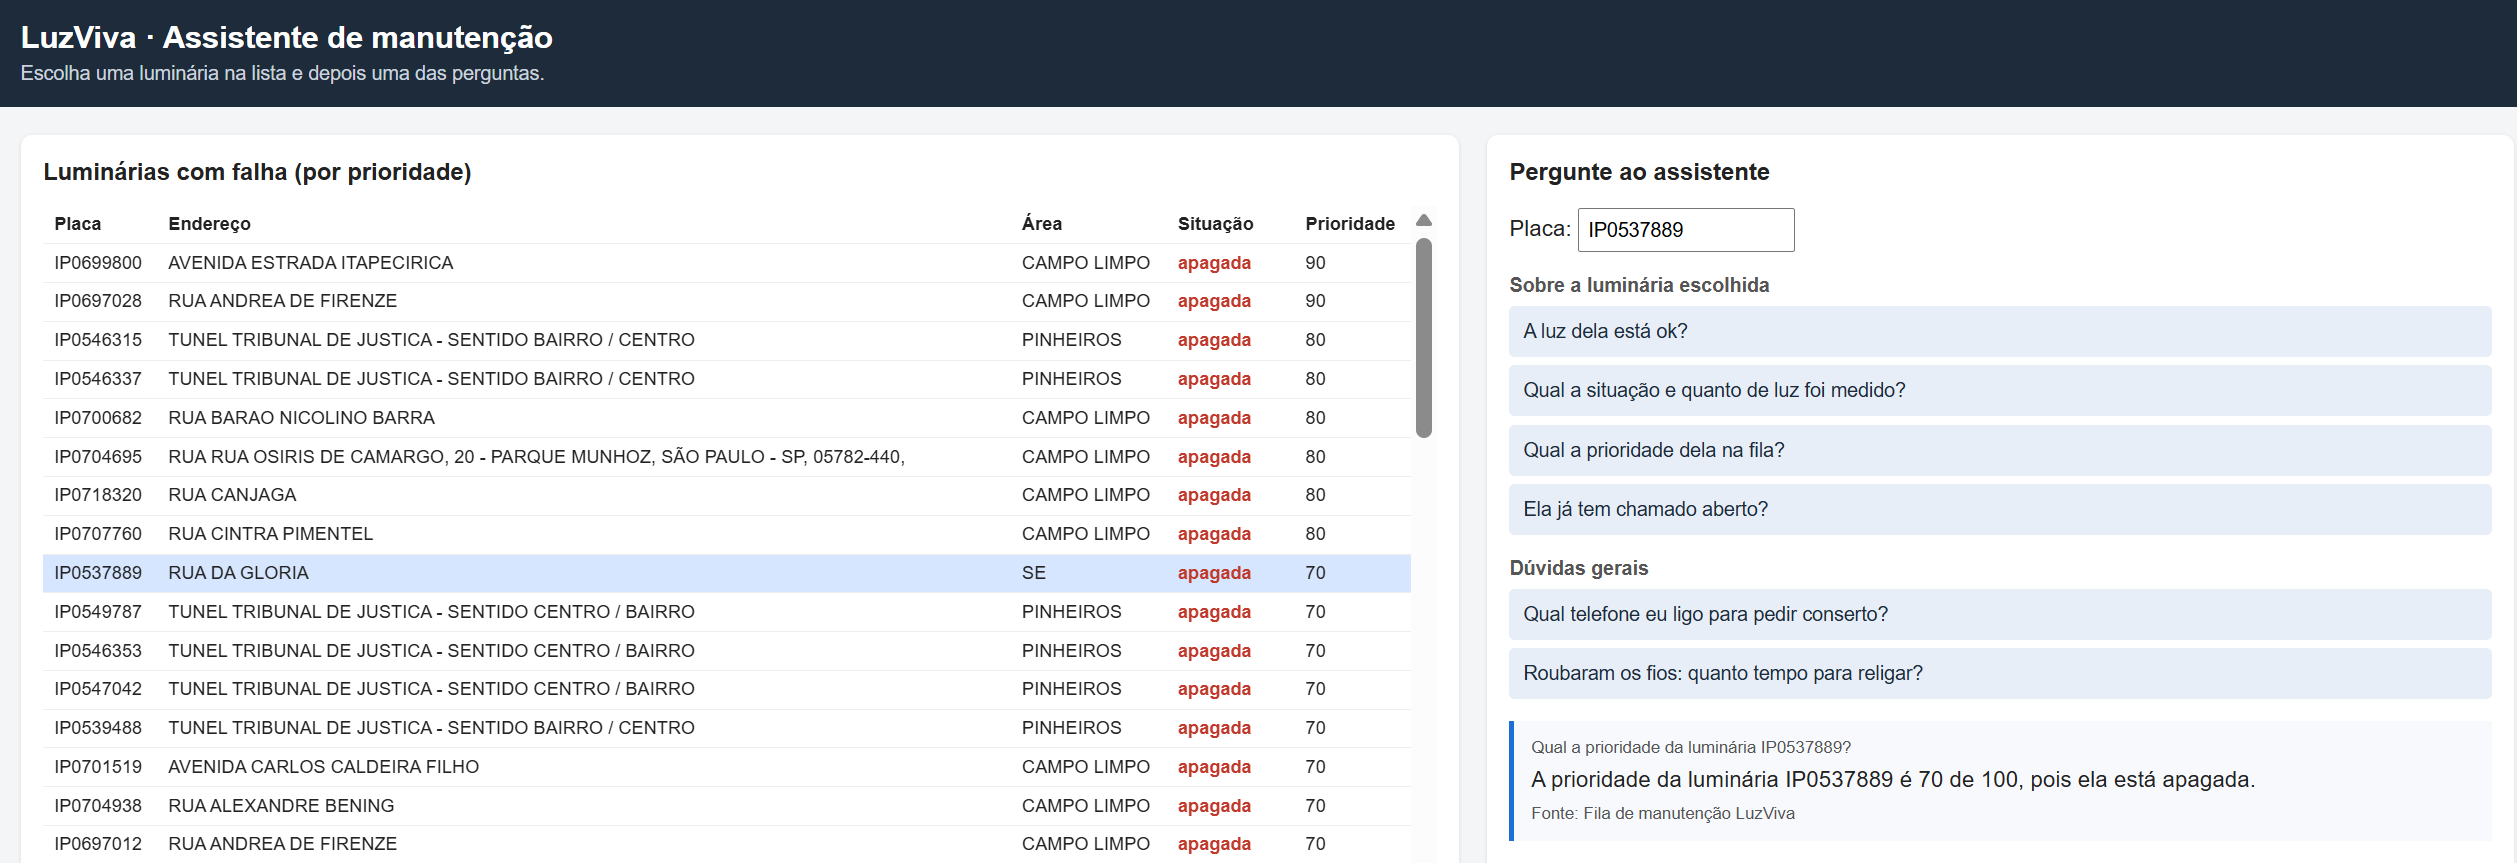 LuzViva · Assistente de manutenção
Escolha uma luminária na lista e depois uma das perguntas.
Luminárias com falha (por prioridade)
Placa Endereço Área Situação Prioridade
IP0699800 AVENIDA ESTRADA ITAPECIRICA CAMPO LIMPO apagada 90
IP0697028 RUA ANDREA DE FIRENZE CAMPO LIMPO apagada 90
IP0546315 TUNEL TRIBUNAL DE JUSTICA - SENTIDO BAIRRO / CENTRO PINHEIROS apagada 80
IP0546337 TUNEL TRIBUNAL DE JUSTICA - SENTIDO BAIRRO / CENTRO PINHEIROS apagada 80
IP0700682 RUA BARAO NICOLINO BARRA CAMPO LIMPO apagada 80
IP0704695 RUA RUA OSIRIS DE CAMARGO, 20 - PARQUE MUNHOZ, SÃO PAULO - SP, 05782-440, CAMPO LIMPO apagada 80
IP0718320 RUA CANJAGA CAMPO LIMPO apagada 80
IP0707760 RUA CINTRA PIMENTEL CAMPO LIMPO apagada 80
IP0537889 RUA DA GLORIA SE apagada 70
IP0549787 TUNEL TRIBUNAL DE JUSTICA - SENTIDO CENTRO / BAIRRO PINHEIROS apagada 70
IP0546353 TUNEL TRIBUNAL DE JUSTICA - SENTIDO CENTRO / BAIRRO PINHEIROS apagada 70
IP0547042 TUNEL TRIBUNAL DE JUSTICA - SENTIDO CENTRO / BAIRRO PINHEIROS apagada 70
IP0539488 TUNEL TRIBUNAL DE JUSTICA - SENTIDO BAIRRO / CENTRO PINHEIROS apagada 70
IP0701519 AVENIDA CARLOS CALDEIRA FILHO CAMPO LIMPO apagada 70
IP0704938 RUA ALEXANDRE BENING CAMPO LIMPO apagada 70
IP0697012 RUA ANDREA DE FIRENZE CAMPO LIMPO apagada 70
Pergunte ao assistente
Placa: IP0537889
Sobre a luminária escolhida
A luz dela está ok?
Qual a situação e quanto de luz foi medido?
Qual a prioridade dela na fila?
Ela já tem chamado aberto?
Dúvidas gerais
Qual telefone eu ligo para pedir conserto?
Roubaram os fios: quanto tempo para religar?
Qual a prioridade da luminária IP0537889?
A prioridade da luminária IP0537889 é 70 de 100, pois ela está apagada.
Fonte: Fila de manutenção LuzViva